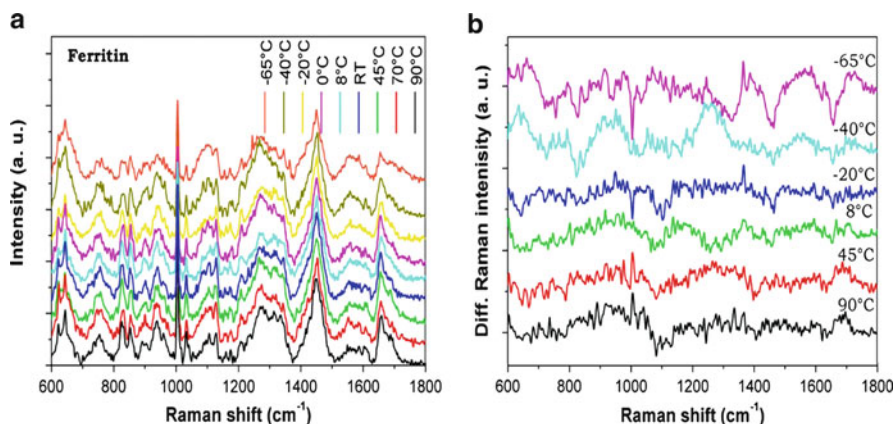 a
Ferritin
-65°C
-40°C
-20°C
0°C
8°C
RT
45°C
70°C
90°C
Intensity (a. u.)
600 800 1000 1200 1400 1600 1800
Raman shift (cm-1)
b
-65°C
-40°C
-20°C
8°C
45°C
90°C
Diff. Raman intenisity (a. u.)
600 800 1000 1200 1400 1600 1800
Raman shift (cm-1)